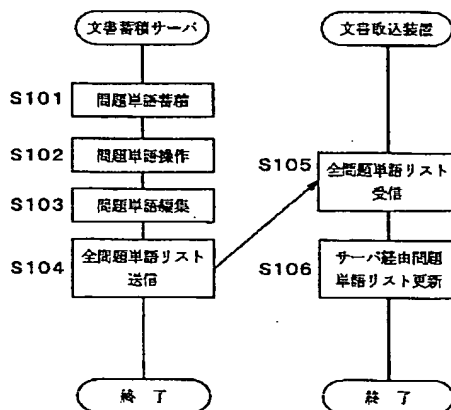 文書蓄積サーバ
S101
問題単語蓄積
S102
問題単語操作
S103
問題単語編集
S104
全問題単語リスト
送信
終了
文書取込装置
S105
全問題単語リスト
受信
S106
サーバ経由問題
単語リスト更新
終了